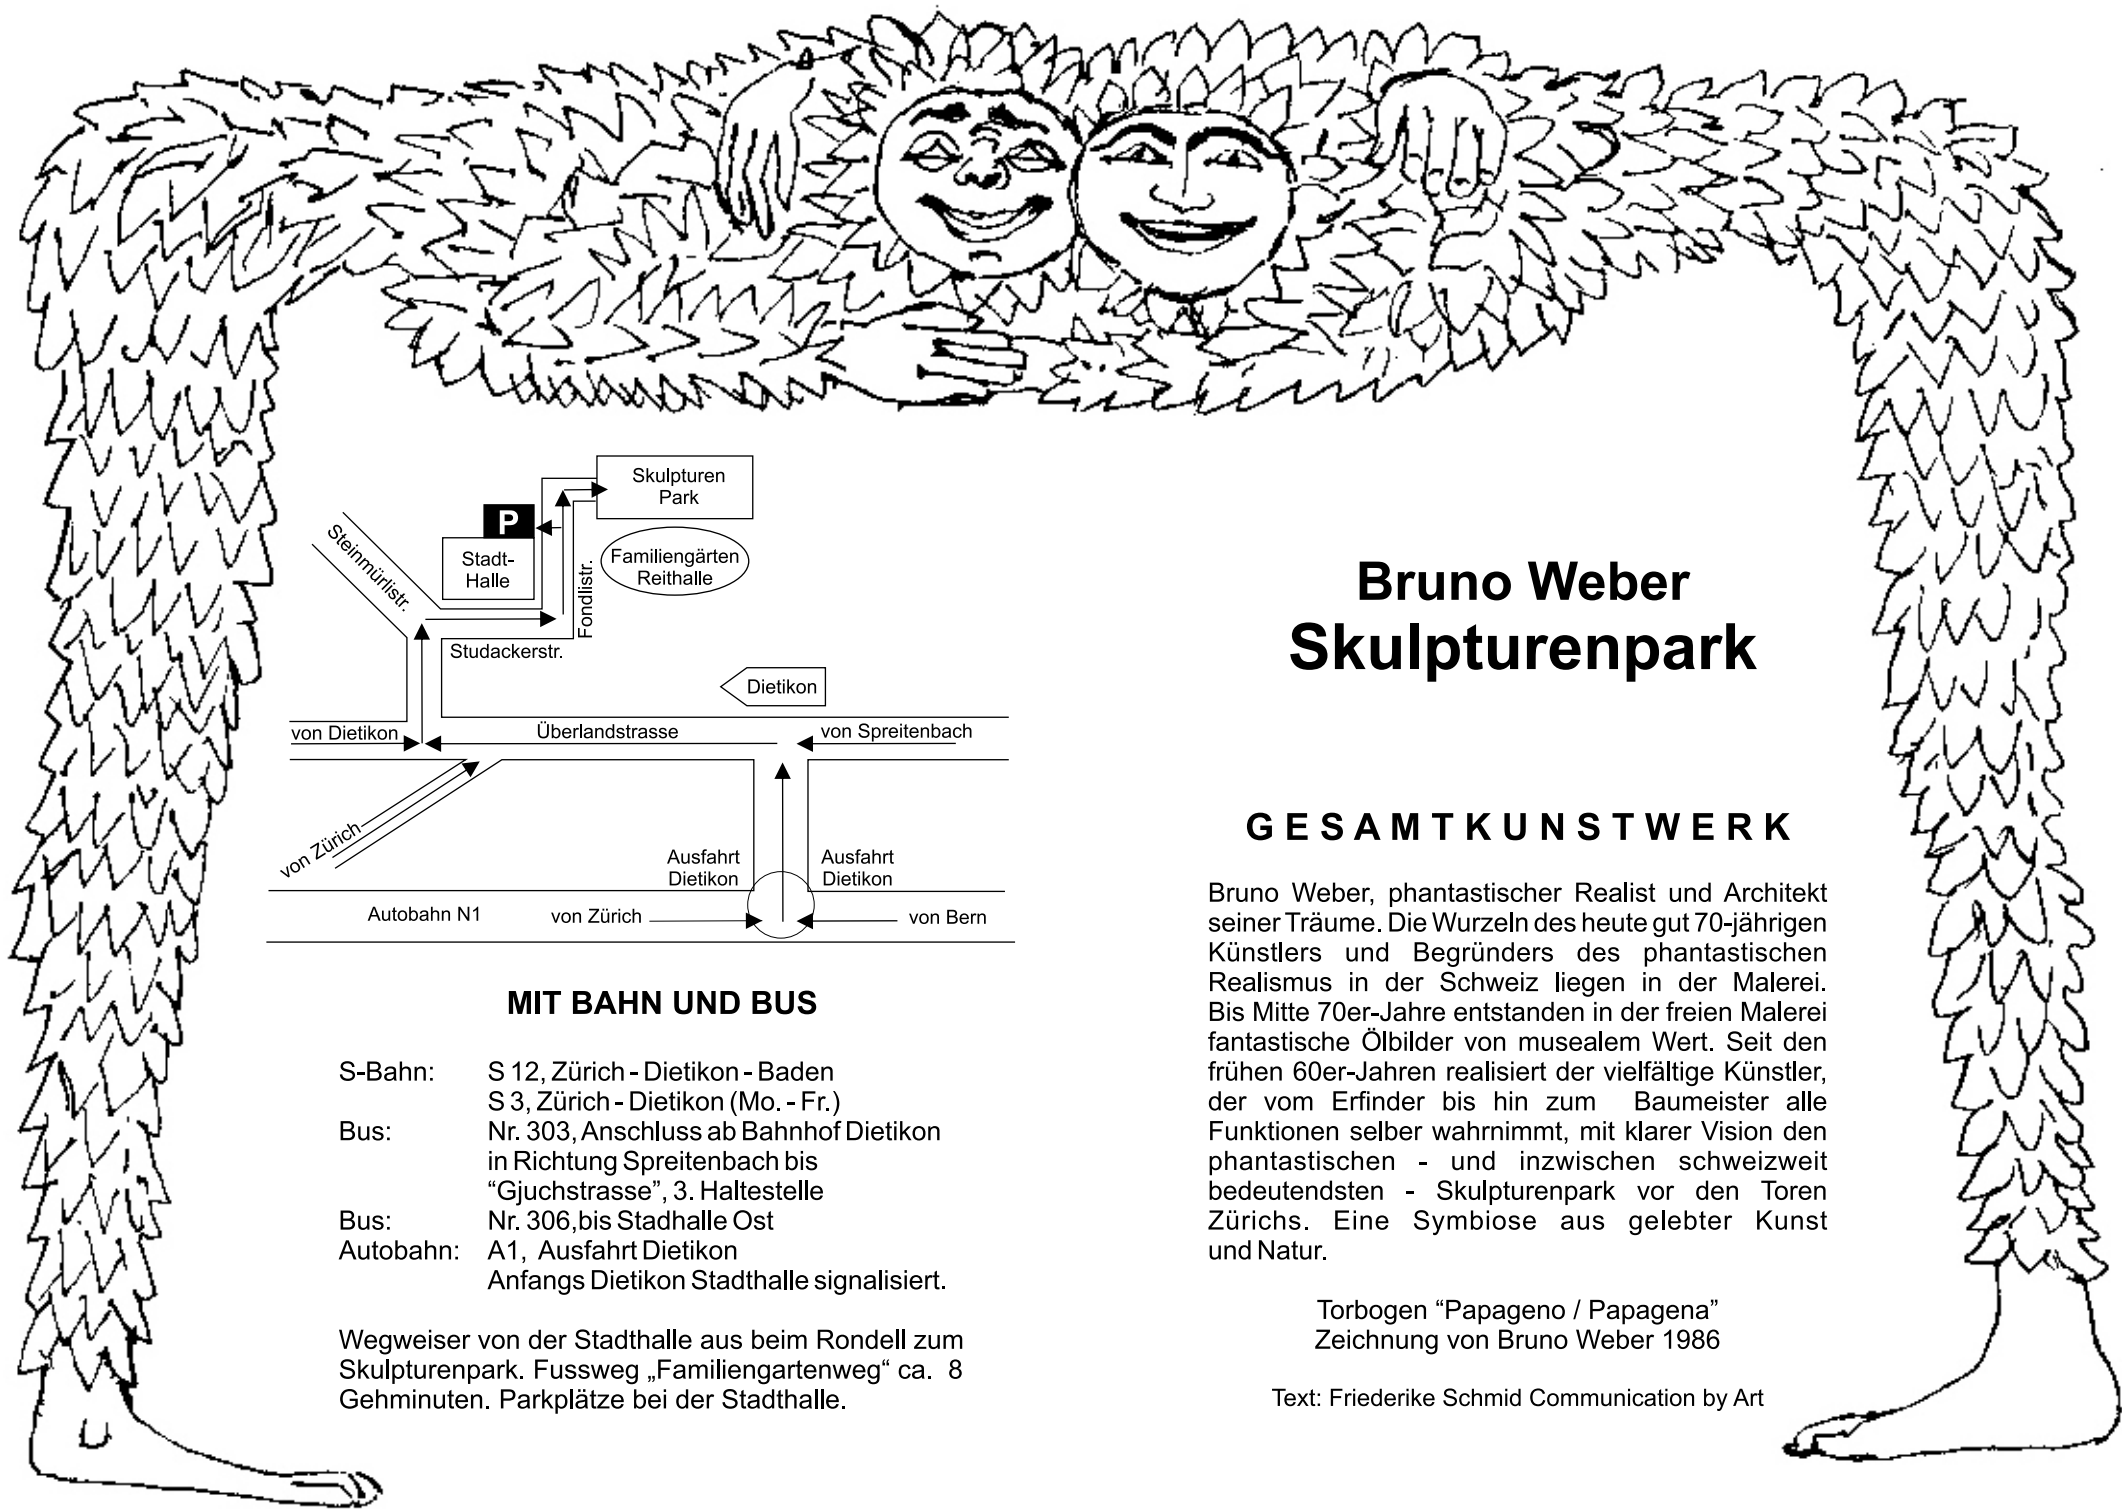 Skulpturen
Park
P
Stadt-
Halle
Familiengärten
Reithalle
Steinmürlistr.
Fondlistr.
Studackerstr.
Dietikon
von Dietikon
Überlandstrasse
von Spreitenbach
von Zürich
Ausfahrt
Dietikon
Ausfahrt
Dietikon
Autobahn N1
von Zürich
von Bern
MIT BAHN UND BUS
S-Bahn: S 12, Zürich - Dietikon - Baden
S 3, Zürich - Dietikon (Mo. - Fr.)
Bus: Nr. 303, Anschluss ab Bahnhof Dietikon
in Richtung Spreitenbach bis
“Gjuchstrasse”, 3. Haltestelle
Bus: Nr. 306,bis Stadhalle Ost
Autobahn: A1, Ausfahrt Dietikon
Anfangs Dietikon Stadthalle signalisiert.
Wegweiser von der Stadthalle aus beim Rondell zum
Skulpturenpark. Fussweg „Familiengartenweg“ ca. 8
Gehminuten. Parkplätze bei der Stadthalle.
Bruno Weber
Skulpturenpark
GESAMTKUNSTWERK
Bruno Weber, phantastischer Realist und Architekt
seiner Träume. Die Wurzeln des heute gut 70-jährigen
Künstlers und Begründers des phantastischen
Realismus in der Schweiz liegen in der Malerei.
Bis Mitte 70er-Jahre entstanden in der freien Malerei
fantastische Ölbilder von musealem Wert. Seit den
frühen 60er-Jahren realisiert der vielfältige Künstler,
der vom Erfinder bis hin zum Baumeister alle
Funktionen selber wahrnimmt, mit klarer Vision den
phantastischen - und inzwischen schweizweit
bedeutendsten - Skulpturenpark vor den Toren
Zürichs. Eine Symbiose aus gelebter Kunst
und Natur.
Torbogen “Papageno / Papagena”
Zeichnung von Bruno Weber 1986
Text: Friederike Schmid Communication by Art